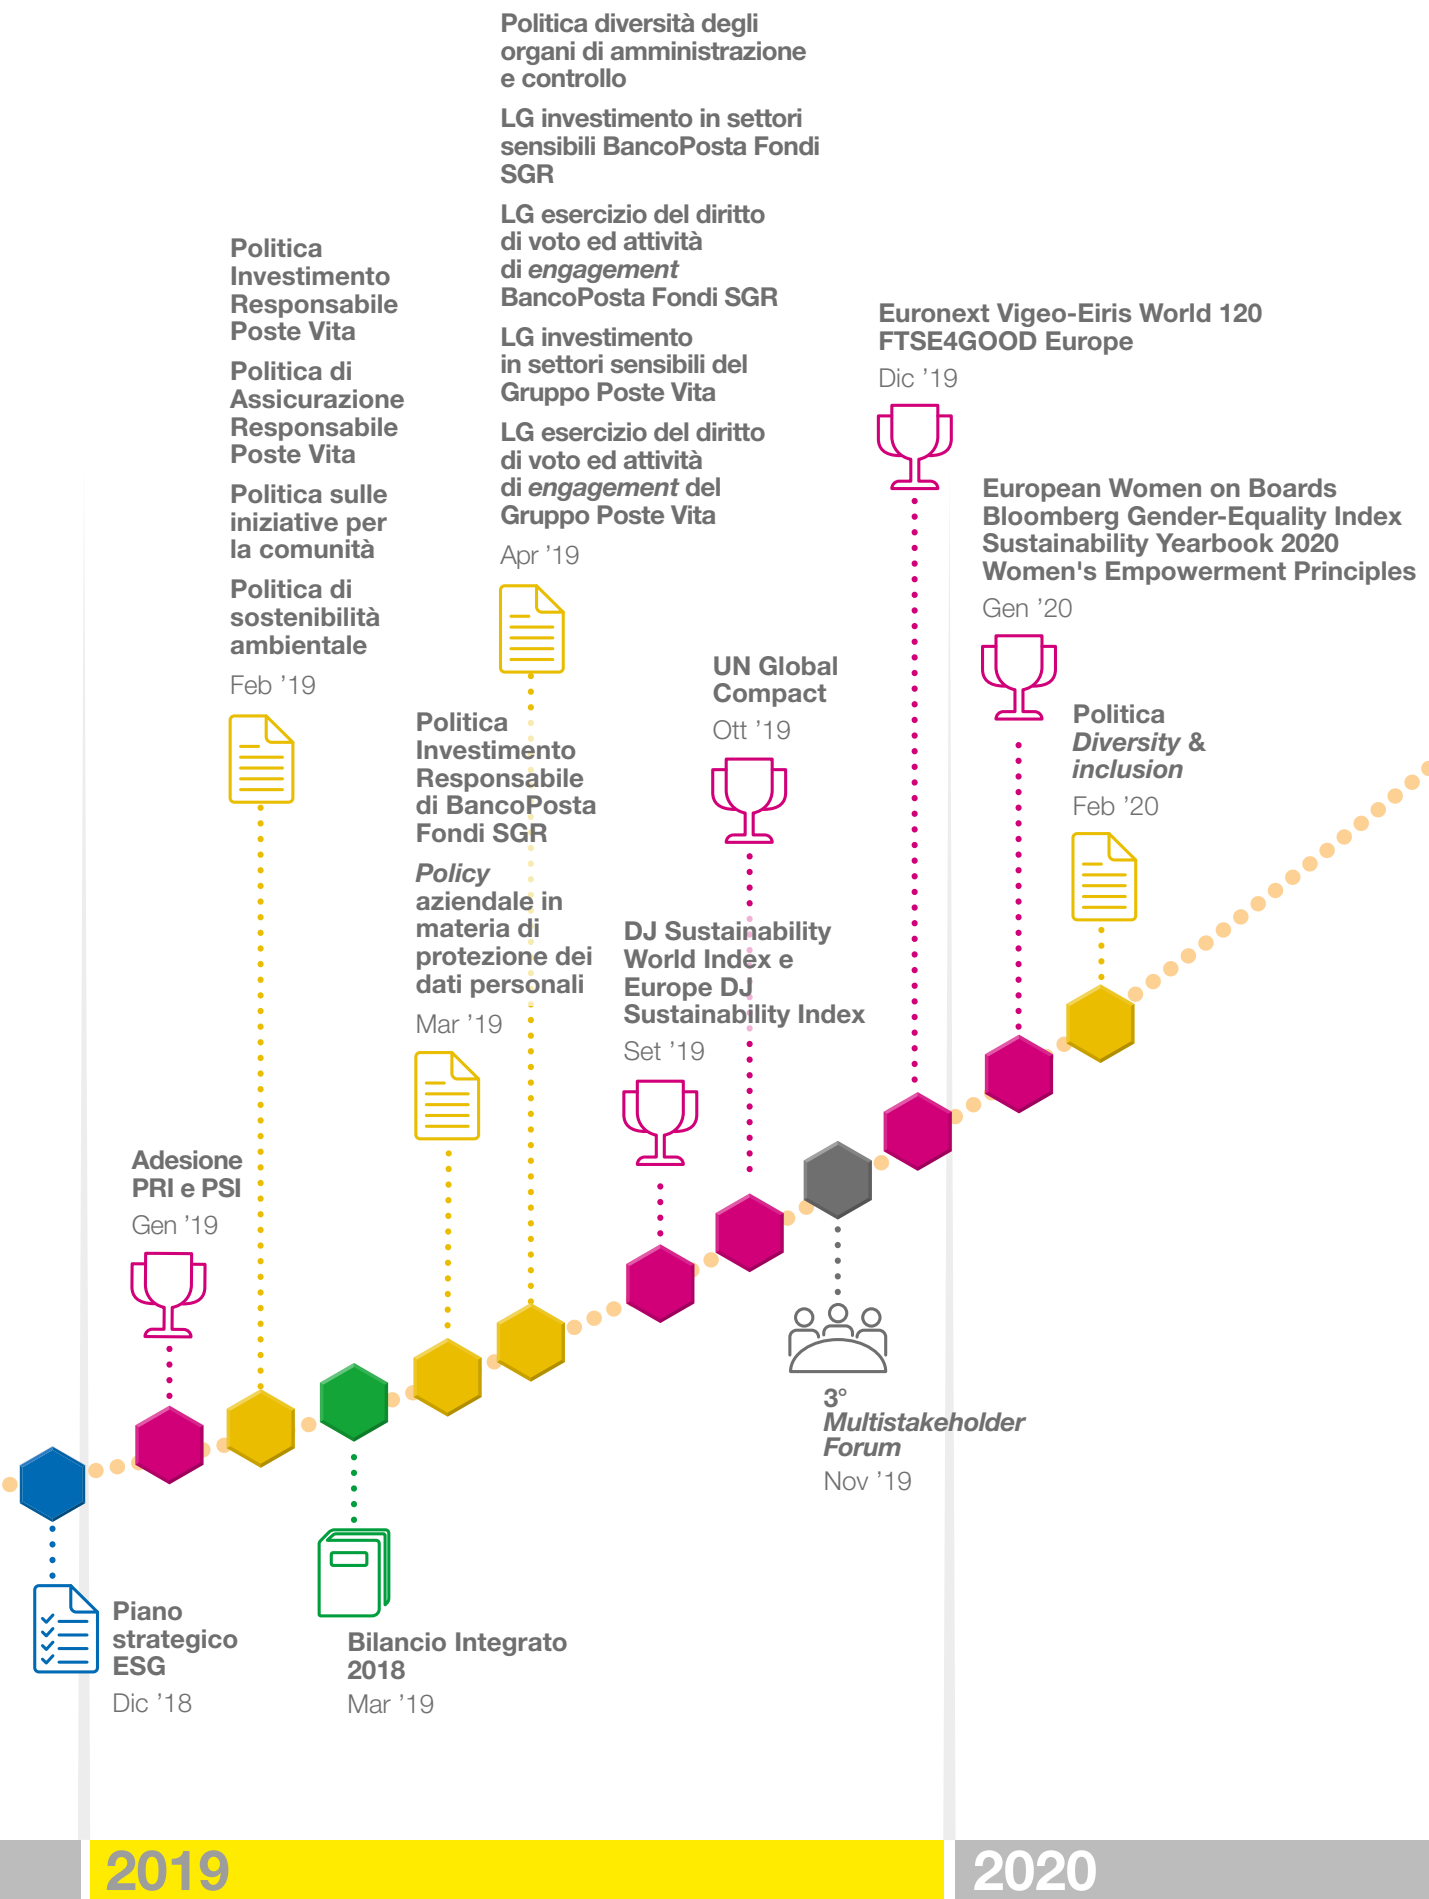 Politica diversità degli
organi di amministrazione
e controllo
LG investimento in settori
sensibili BancoPosta Fondi
SGR
LG esercizio del diritto
di voto ed attività
di engagement
BancoPosta Fondi SGR
LG investimento
in settori sensibili del
Gruppo Poste Vita
LG esercizio del diritto
di voto ed attività
di engagement del
Gruppo Poste Vita
Apr ’19
Politica
Investimento
Responsabile
Poste Vita
Politica di
Assicurazione
Responsabile
Poste Vita
Politica sulle
iniziative per
la comunità
Politica di
sostenibilità
ambientale
Feb ’19
Euronext Vigeo-Eiris World 120
FTSE4GOOD Europe
Dic ’19
European Women on Boards
Bloomberg Gender-Equality Index
Sustainability Yearbook 2020
Women's Empowerment Principles
Gen ’20
UN Global
Compact
Ott ’19
Politica
Diversity &
inclusion
Feb ’20
Politica
Investimento
Responsabile
di BancoPosta
Fondi SGR
Policy
aziendale in
materia di
protezione dei
dati personali
Mar ’19
DJ Sustainability
World Index e
Europe DJ
Sustainability Index
Set ’19
Adesione
PRI e PSI
Gen ’19
3°
Multistakeholder
Forum
Nov ’19
Piano
strategico
ESG
Dic ’18
Bilancio Integrato
2018
Mar ’19
2019
2020